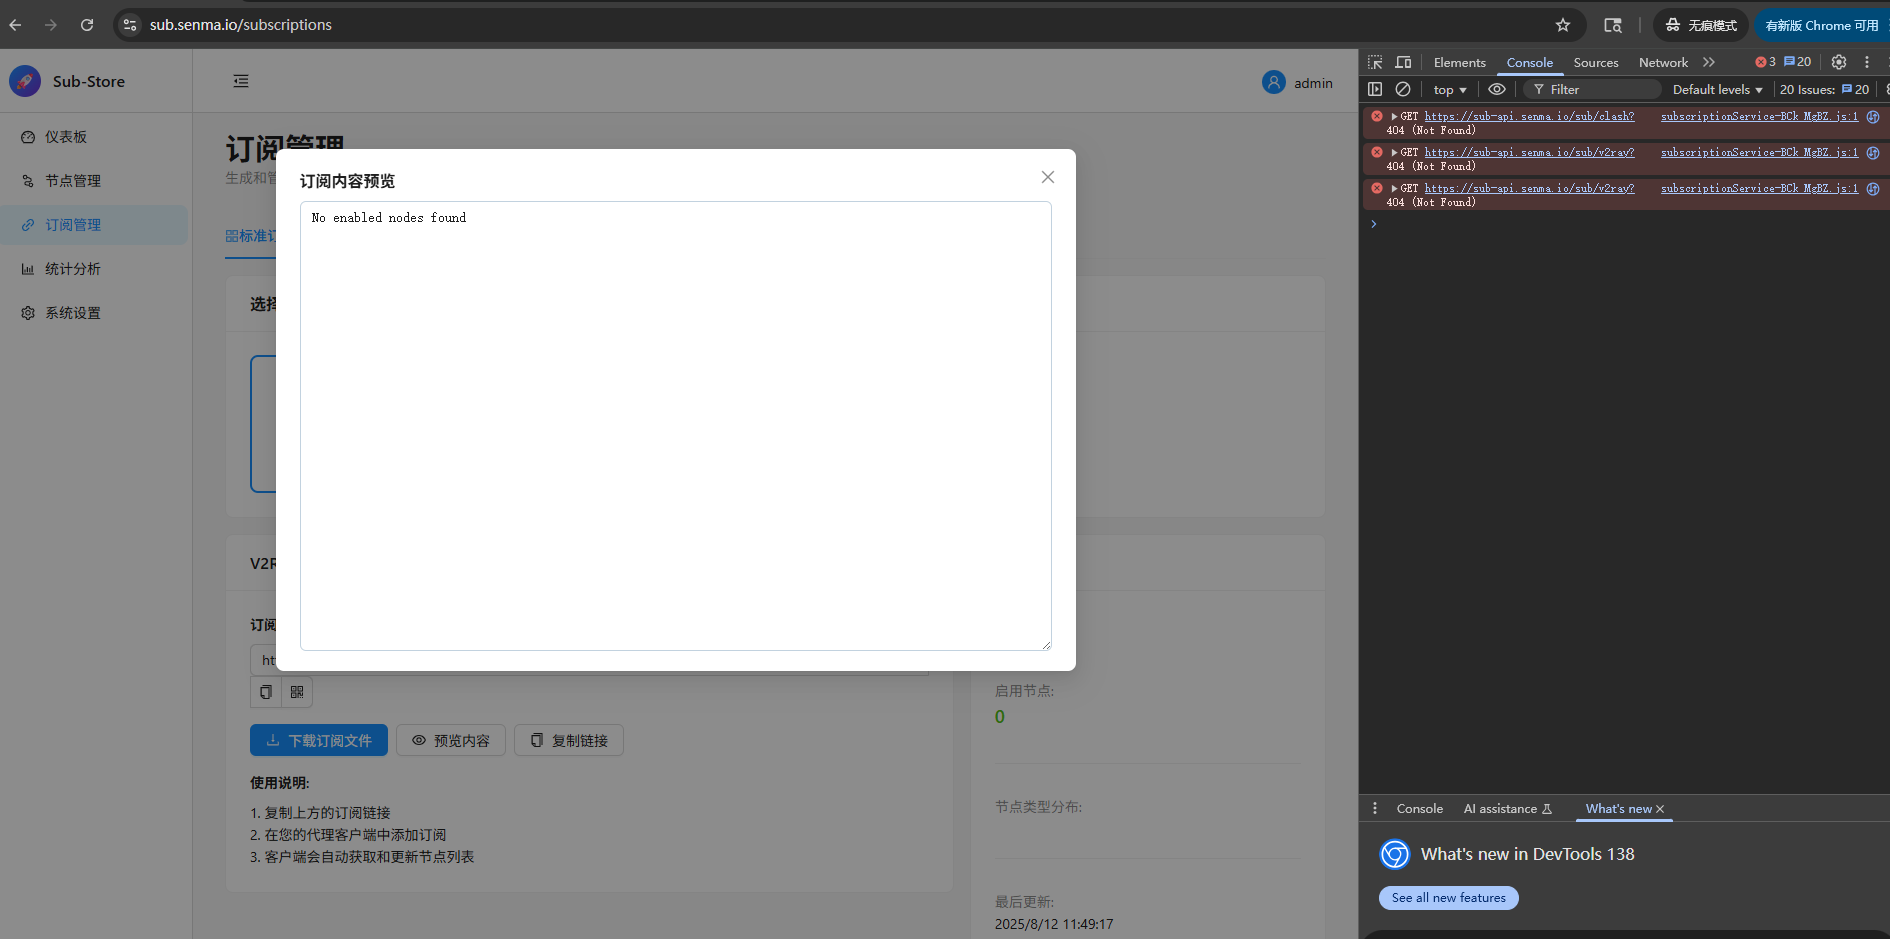 sub.senma.io/subscriptions
无痕模式
有新版 Chrome 可用
Sub-Store
admin
仪表板
节点管理
订阅管理
统计分析
系统设置
订阅管理
生成和管
标准订
选择
订阅内容预览
No enabled nodes found
V2R
订阅
ht
下载订阅文件
预览内容
复制链接
使用说明:
1. 复制上方的订阅链接
2. 在您的代理客户端中添加订阅
3. 客户端会自动获取和更新节点列表
启用节点:
0
节点类型分布:
最后更新:
2025/8/12 11:49:17
Elements Console Sources Network 3 20
top Filter Default levels 20 Issues: 20
GET https://sub-api.senma.io/sub/clash? subscriptionService-BCk_MgBZ.js:1
404 (Not Found)
GET https://sub-api.senma.io/sub/v2ray? subscriptionService-BCk_MgBZ.js:1
404 (Not Found)
GET https://sub-api.senma.io/sub/v2ray? subscriptionService-BCk_MgBZ.js:1
404 (Not Found)
Console AI assistance What's new
What's new in DevTools 138
See all new features